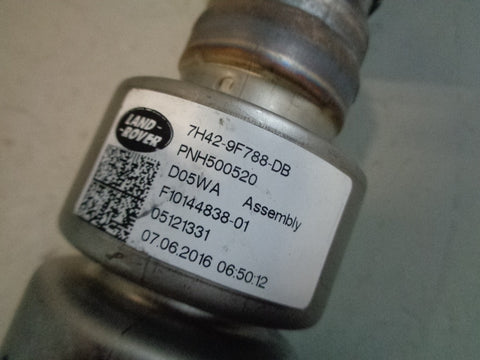 LAND-
-ROVER
7H42-9F788-DB
PNH500520
D05WA Assembly
F10144838-01
05121331
07.06.2016 06:50:12